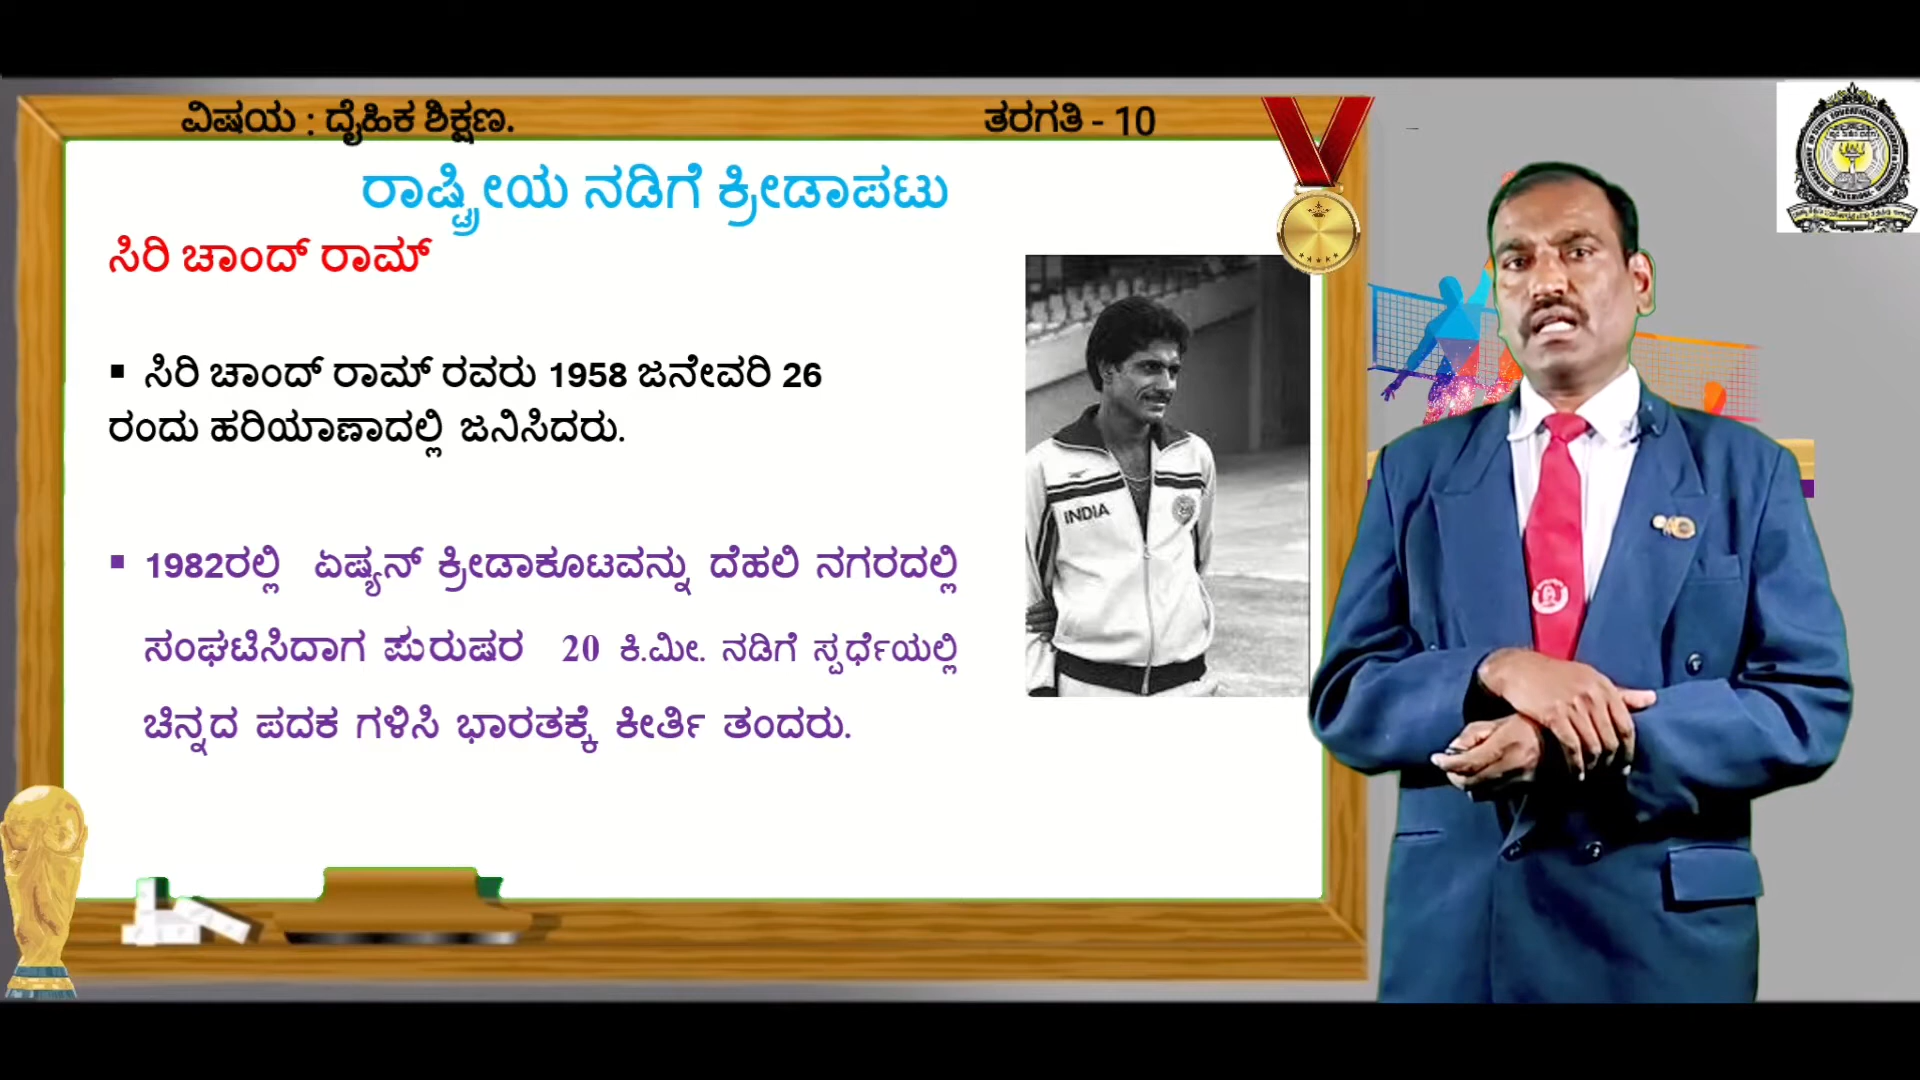 ವಿಷಯ : ದೈಹಿಕ ಶಿಕ್ಷಣ.
ತರಗತಿ - 10
ರಾಷ್ಟ್ರೀಯ ನಡಿಗೆ ಕ್ರೀಡಾಪಟು
ಸಿರಿ ಚಾಂದ್ ರಾಮ್
▪ ಸಿರಿ ಚಾಂದ್ ರಾಮ್ ರವರು 1958 ಜನೇವರಿ 26
ರಂದು ಹರಿಯಾಣಾದಲ್ಲಿ ಜನಿಸಿದರು.
▪ 1982ರಲ್ಲಿ ಏಷ್ಯನ್ ಕ್ರೀಡಾಕೂಟವನ್ನು ದೆಹಲಿ ನಗರದಲ್ಲಿ
ಸಂಘಟಿಸಿದಾಗ ಪುರುಷರ 20 ಕಿ.ಮೀ. ನಡಿಗೆ ಸ್ಪರ್ಧೆಯಲ್ಲಿ
ಚಿನ್ನದ ಪದಕ ಗಳಿಸಿ ಭಾರತಕ್ಕೆ ಕೀರ್ತಿ ತಂದರು.
INDIA